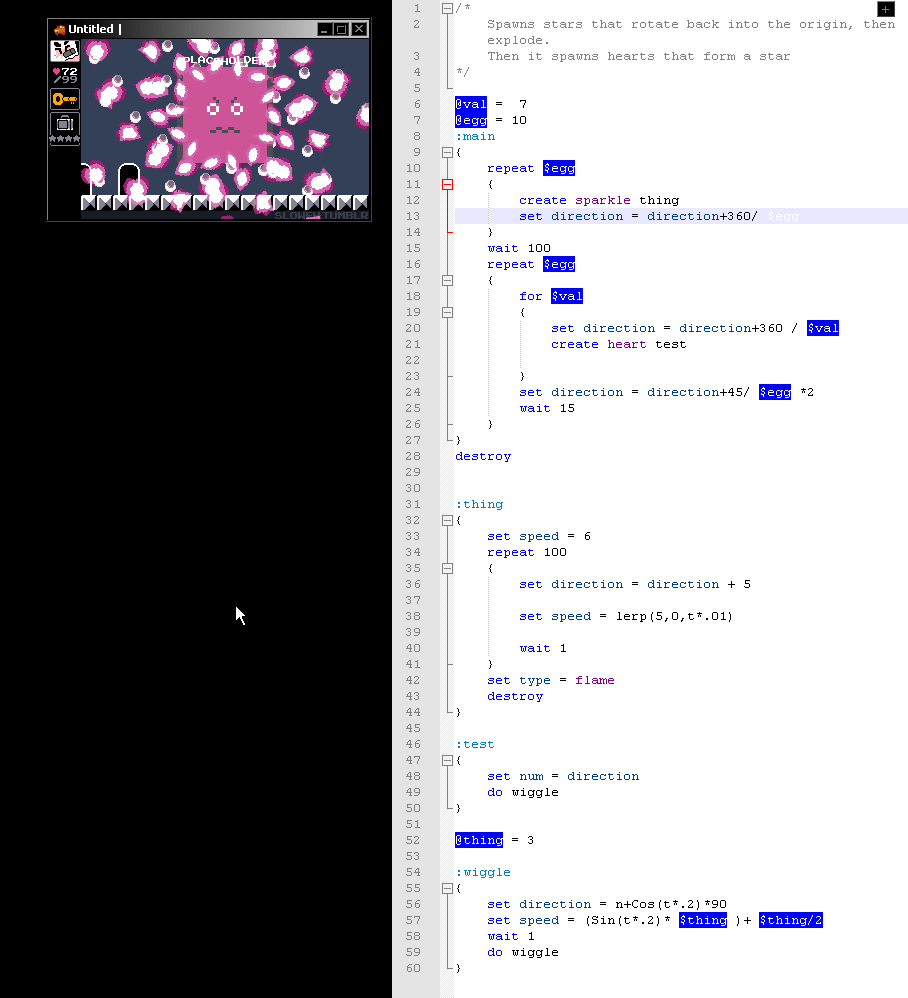 Untitled |
PLACEHOLDER
72
/99
SLOWEN.TUMBLR
1 /*
2 Spawns stars that rotate back into the origin, then
explode.
3 Then it spawns hearts that form a star
4 */
5
6 @val =  7
7 @egg = 10
8 :main
9 {
10 repeat $egg
11 {
12 create sparkle thing
13 set direction = direction+360/ $egg
14 }
15 wait 100
16 repeat $egg
17 {
18 for $val
19 {
20 set direction = direction+360 / $val
21 create heart test
22
23 }
24 set direction = direction+45/ $egg *2
25 wait 15
26 }
27 }
28 destroy
29
30
31 :thing
32 {
33 set speed = 6
34 repeat 100
35 {
36 set direction = direction + 5
37
38 set speed = lerp(5,0,t*.01)
39
40 wait 1
41 }
42 set type = flame
43 destroy
44 }
45
46 :test
47 {
48 set num = direction
49 do wiggle
50 }
51
52 @thing = 3
53
54 :wiggle
55 {
56 set direction = n+Cos(t*.2)*90
57 set speed = (Sin(t*.2)* $thing )+ $thing/2
58 wait 1
59 do wiggle
60 }